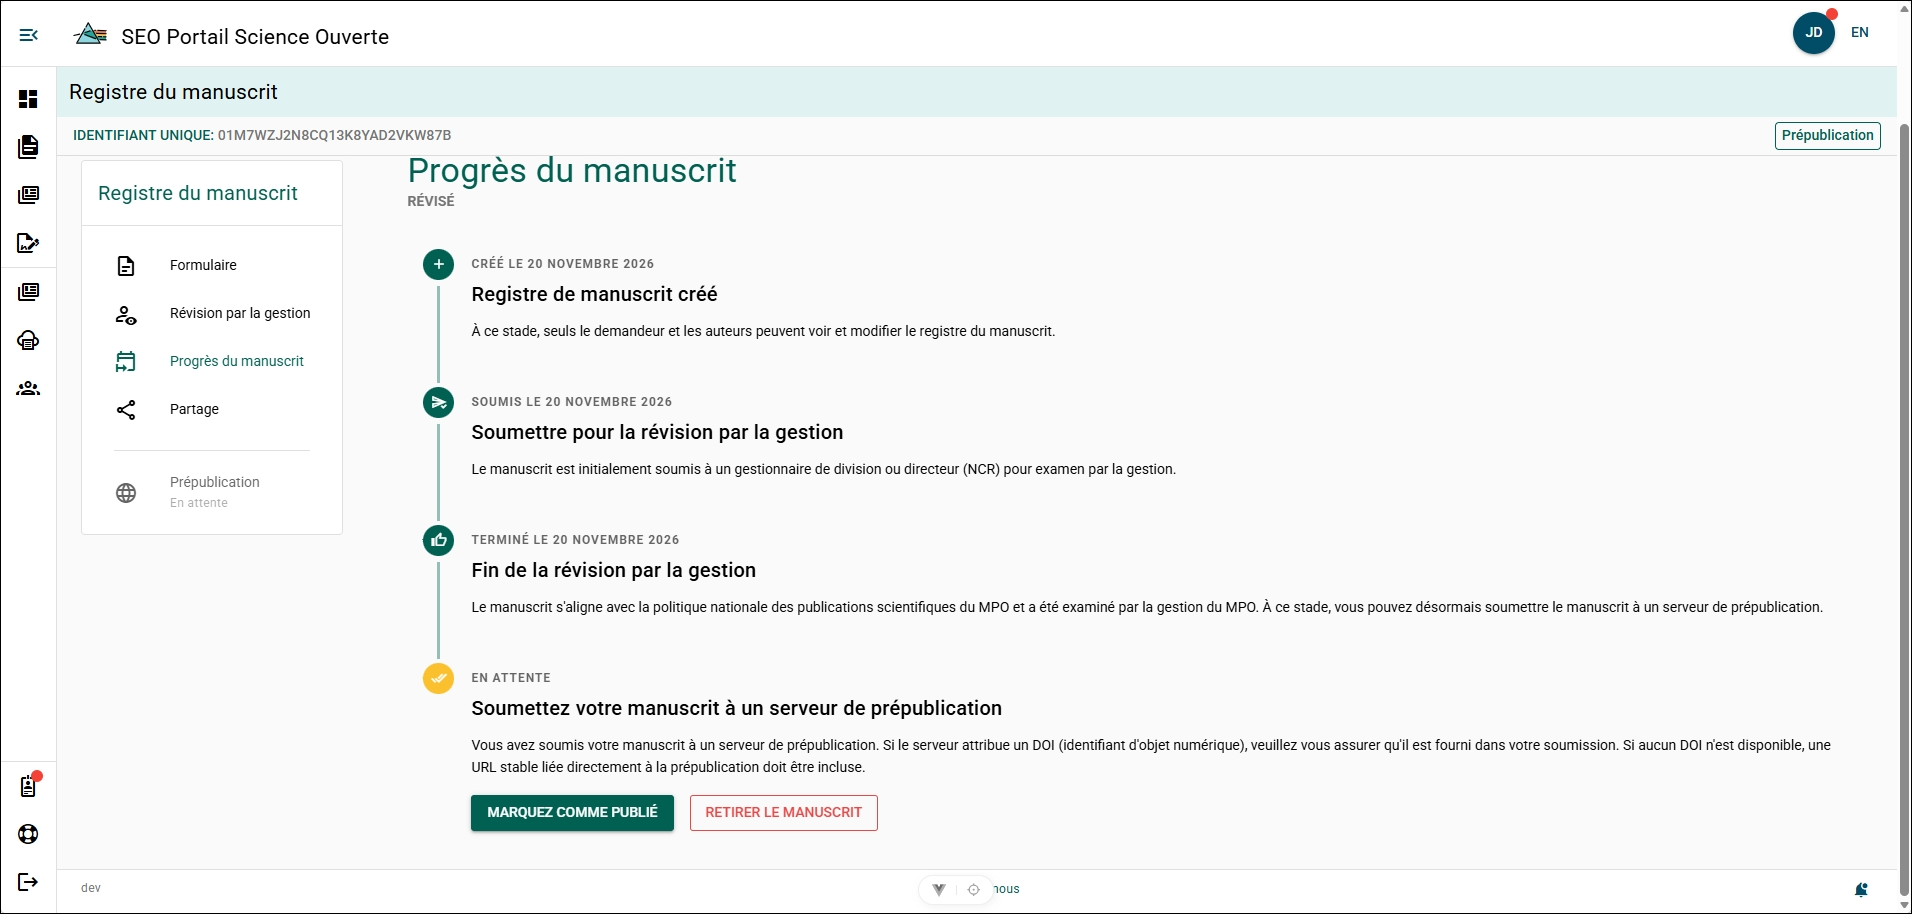 SEO Portail Science Ouverte
JD
EN
Registre du manuscrit
IDENTIFIANT UNIQUE: 01M7WZJ2N8CQ13K8YAD2VKW87B
Prépublication
Registre du manuscrit
Formulaire
Révision par la gestion
Progrès du manuscrit
Partage
Prépublication
En attente
Progrès du manuscrit
RÉVISÉ
CRÉÉ LE 20 NOVEMBRE 2026
Registre de manuscrit créé
À ce stade, seuls le demandeur et les auteurs peuvent voir et modifier le registre du manuscrit.
SOUMIS LE 20 NOVEMBRE 2026
Soumettre pour la révision par la gestion
Le manuscrit est initialement soumis à un gestionnaire de division ou directeur (NCR) pour examen par la gestion.
TERMINÉ LE 20 NOVEMBRE 2026
Fin de la révision par la gestion
Le manuscrit s'aligne avec la politique nationale des publications scientifiques du MPO et a été examiné par la gestion du MPO. À ce stade, vous pouvez désormais soumettre le manuscrit à un serveur de prépublication.
EN ATTENTE
Soumettez votre manuscrit à un serveur de prépublication
Vous avez soumis votre manuscrit à un serveur de prépublication. Si le serveur attribue un DOI (identifiant d'objet numérique), veuillez vous assurer qu'il est fourni dans votre soumission. Si aucun DOI n'est disponible, une
URL stable liée directement à la prépublication doit être incluse.
MARQUEZ COMME PUBLIÉ
RETIRER LE MANUSCRIT
dev
nous